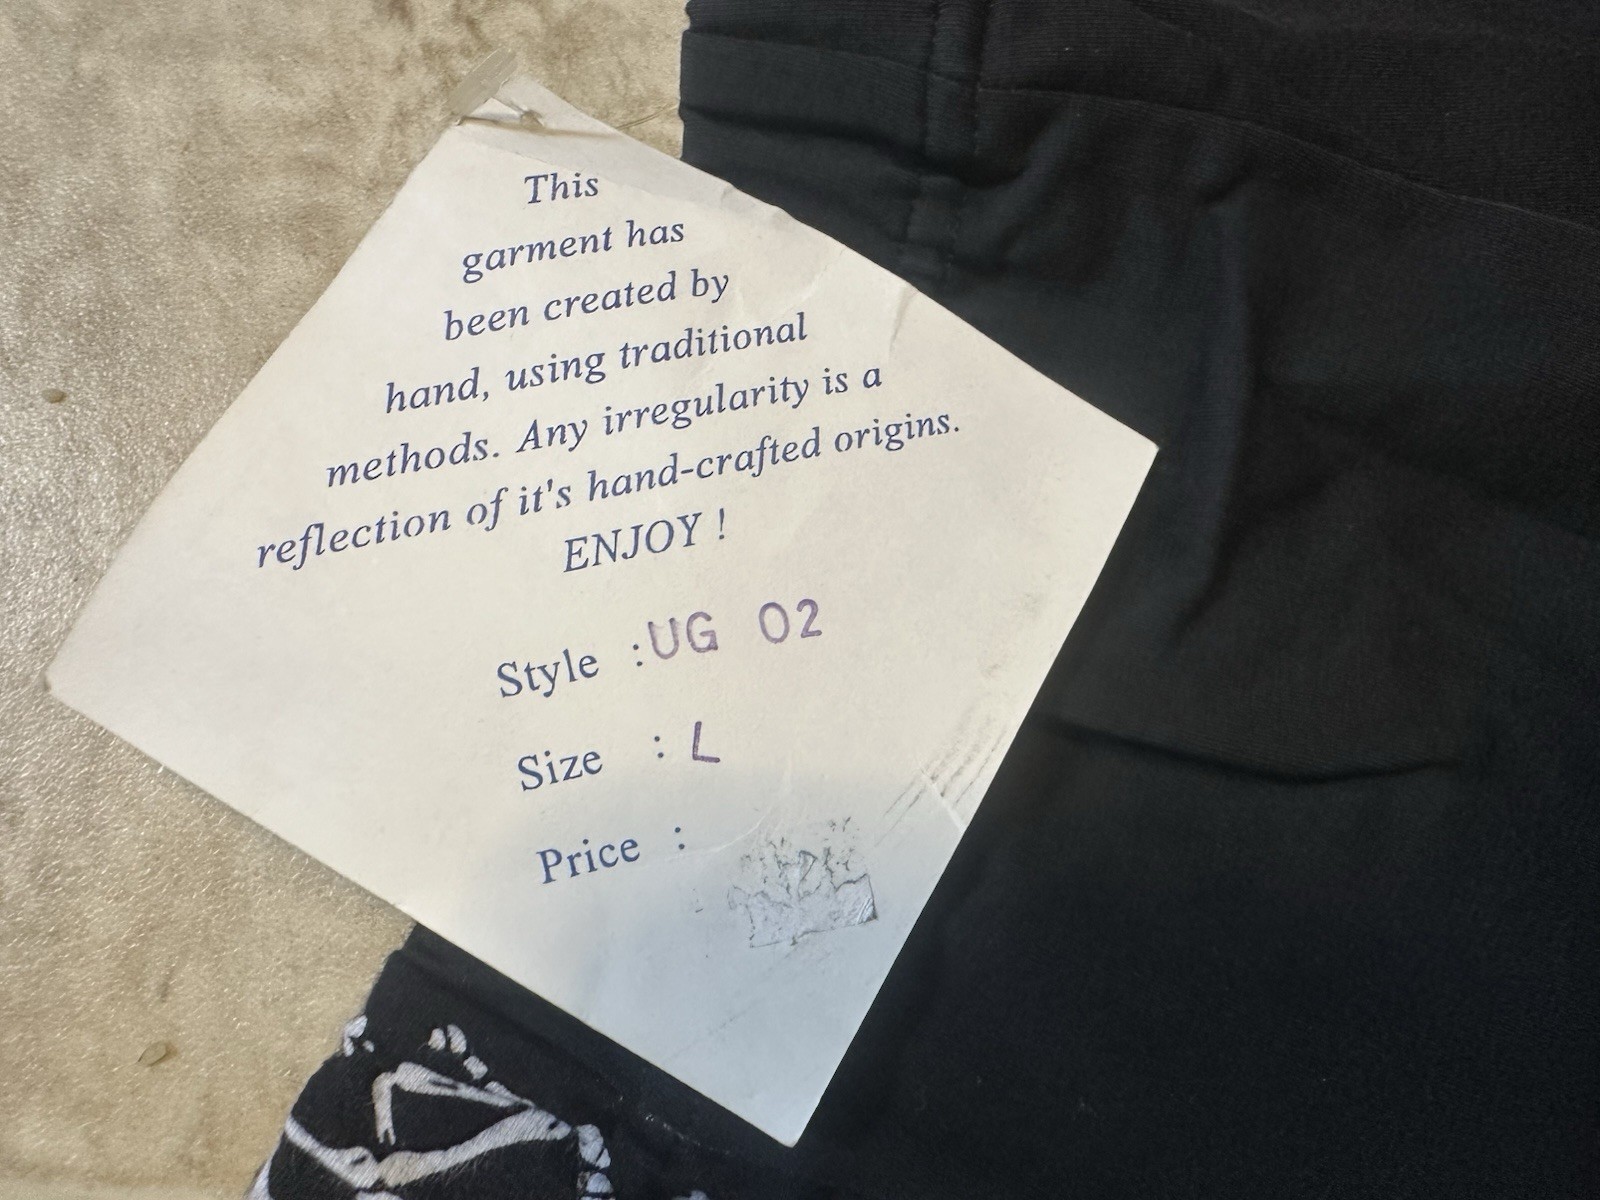 This
garment has
been created by
hand, using traditional
methods. Any irregularity is a
reflection of it's hand-crafted origins.
ENJOY !
Style : UG 02
Size : L
Price :